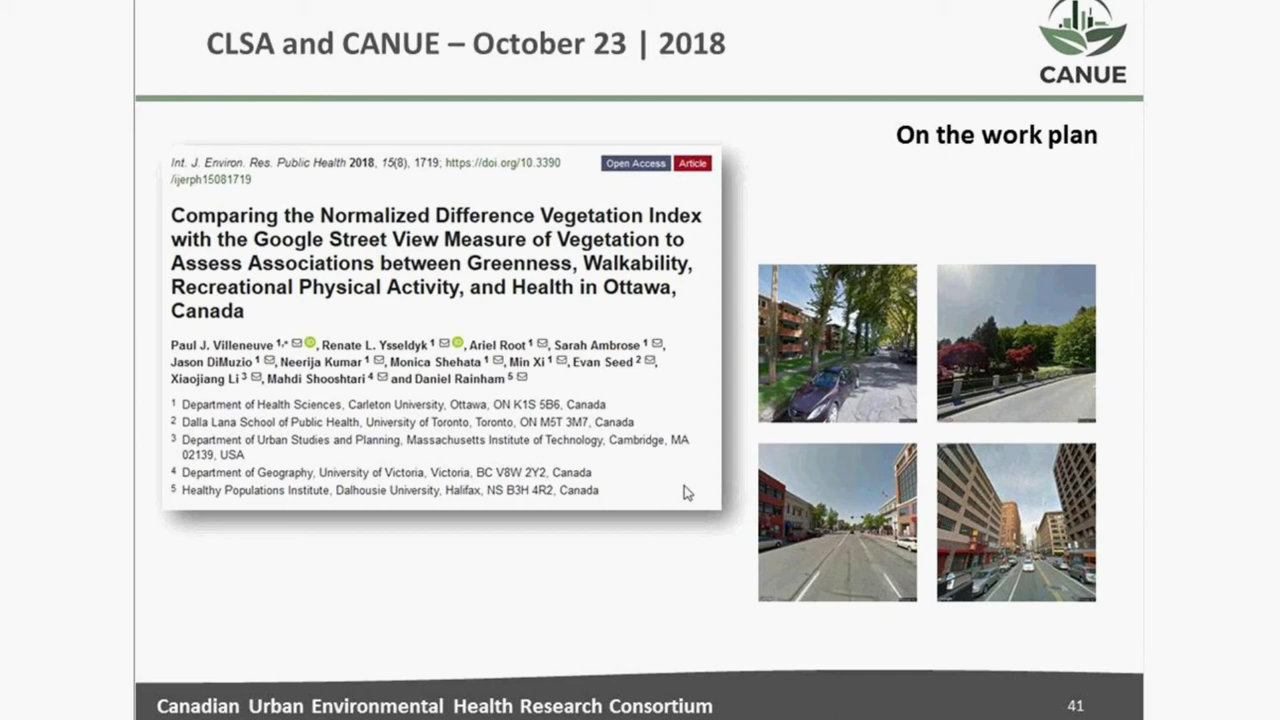 CLSA and CANUE – October 23 | 2018
CANUE
On the work plan
Int. J. Environ. Res. Public Health 2018, 15(8), 1719; https://doi.org/10.3390
/ijerph15081719
Open Access Article
Comparing the Normalized Difference Vegetation Index
with the Google Street View Measure of Vegetation to
Assess Associations between Greenness, Walkability,
Recreational Physical Activity, and Health in Ottawa,
Canada
Paul J. Villeneuve 1,*, Renate L. Ysseldyk 1, Ariel Root 1, Sarah Ambrose 1,
Jason DiMuzio 1, Neerija Kumar 1, Monica Shehata 1, Min Xi 1, Evan Seed 2,
Xiaojiang Li 3, Mahdi Shooshtari 4 and Daniel Rainham 5
1 Department of Health Sciences, Carleton University, Ottawa, ON K1S 5B6, Canada
2 Dalla Lana School of Public Health, University of Toronto, Toronto, ON M5T 3M7, Canada
3 Department of Urban Studies and Planning, Massachusetts Institute of Technology, Cambridge, MA
02139, USA
4 Department of Geography, University of Victoria, Victoria, BC V8W 2Y2, Canada
5 Healthy Populations Institute, Dalhousie University, Halifax, NS B3H 4R2, Canada
Canadian Urban Environmental Health Research Consortium
41